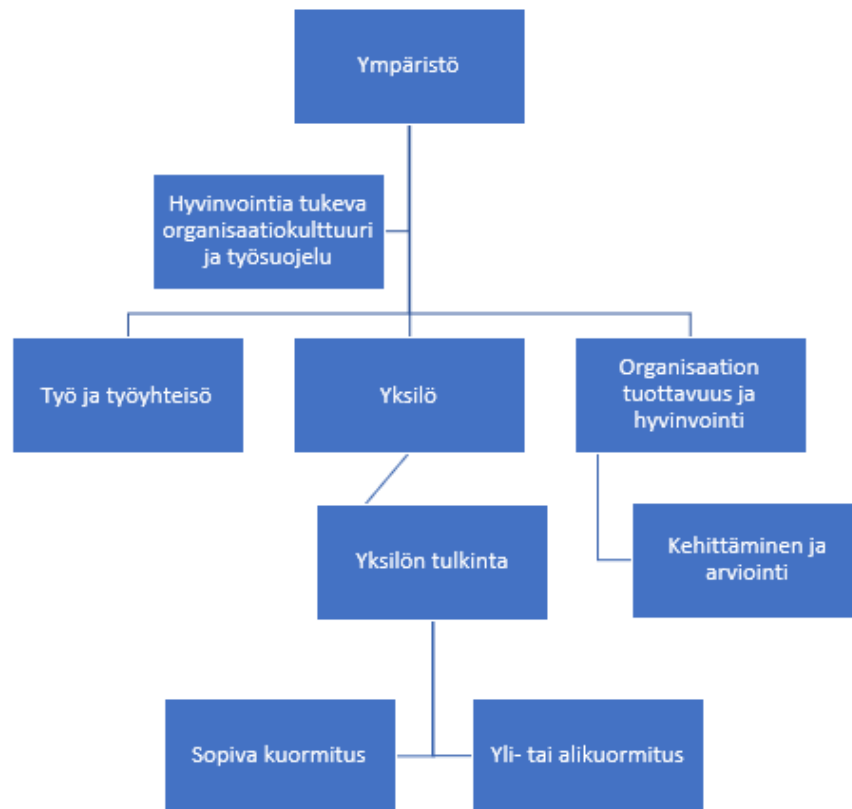 Ympäristö
Hyvinvointia tukeva
organisaatiokulttuuri
ja työsuojelu
Työ ja työyhteisö
Yksilö
Organisaation
tuottavuus ja
hyvinvointi
Yksilön tulkinta
Kehittäminen ja
arviointi
Sopiva kuormitus
Yli- tai alikuormitus